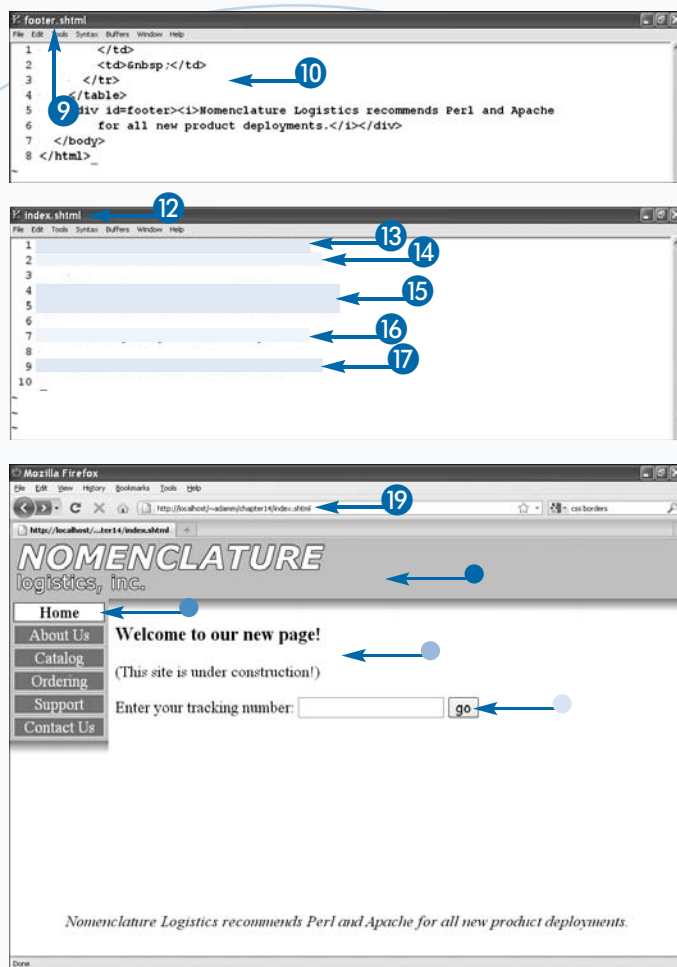 footer.shtml
File Edit Tools Syntax Buffers Window Help
1 </td>
2 <td>&nbsp;</td>
3 </tr>
4 </table>
5 div id=footer><i>Nomenclature Logistics recommends Perl and Apache
6 for all new product deployments.</i></div>
7 </body>
8 </html>_
~
9
10
index.shtml
12
File Edit Tools Syntax Buffers Window Help
1
13
2
14
3
4
15
5
6
7
16
8
9
17
10 _
~
~
~
Mozilla Firefox
File Edit View History Bookmarks Tools Help
http://localhost/~adamm/chapter14/index.shtml
19
css borders
http://localhost/...ter14/index.shtml
NOMENCLATURE
logistics, inc.
Home
About Us
Catalog
Ordering
Support
Contact Us
Welcome to our new page!
(This site is under construction!)
Enter your tracking number: go
Nomenclature Logistics recommends Perl and Apache for all new product deployments.
Done